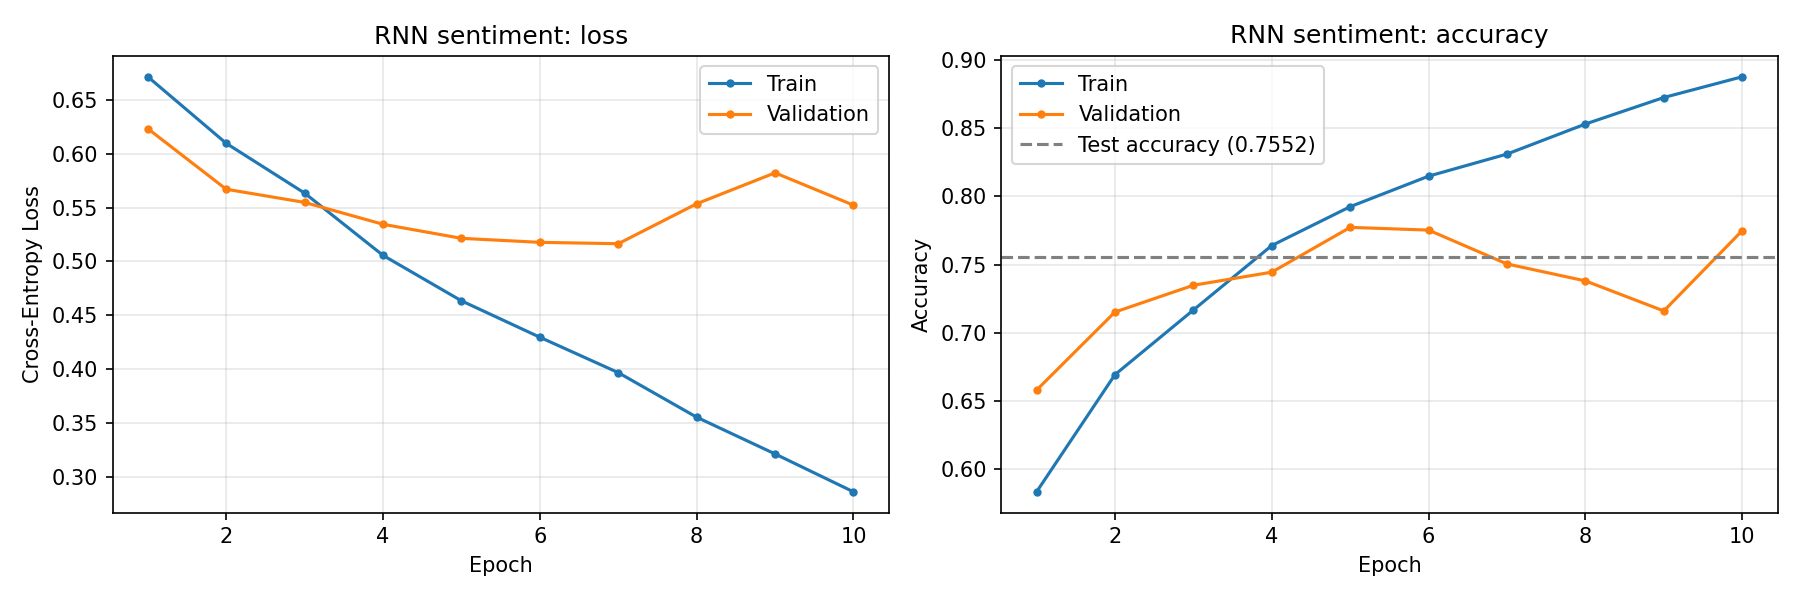 RNN sentiment: loss
Train
Validation
Cross-Entropy Loss
0.65
0.60
0.55
0.50
0.45
0.40
0.35
0.30
2
4
6
8
10
Epoch
RNN sentiment: accuracy
Train
Validation
Test accuracy (0.7552)
Accuracy
0.90
0.85
0.80
0.75
0.70
0.65
0.60
2
4
6
8
10
Epoch